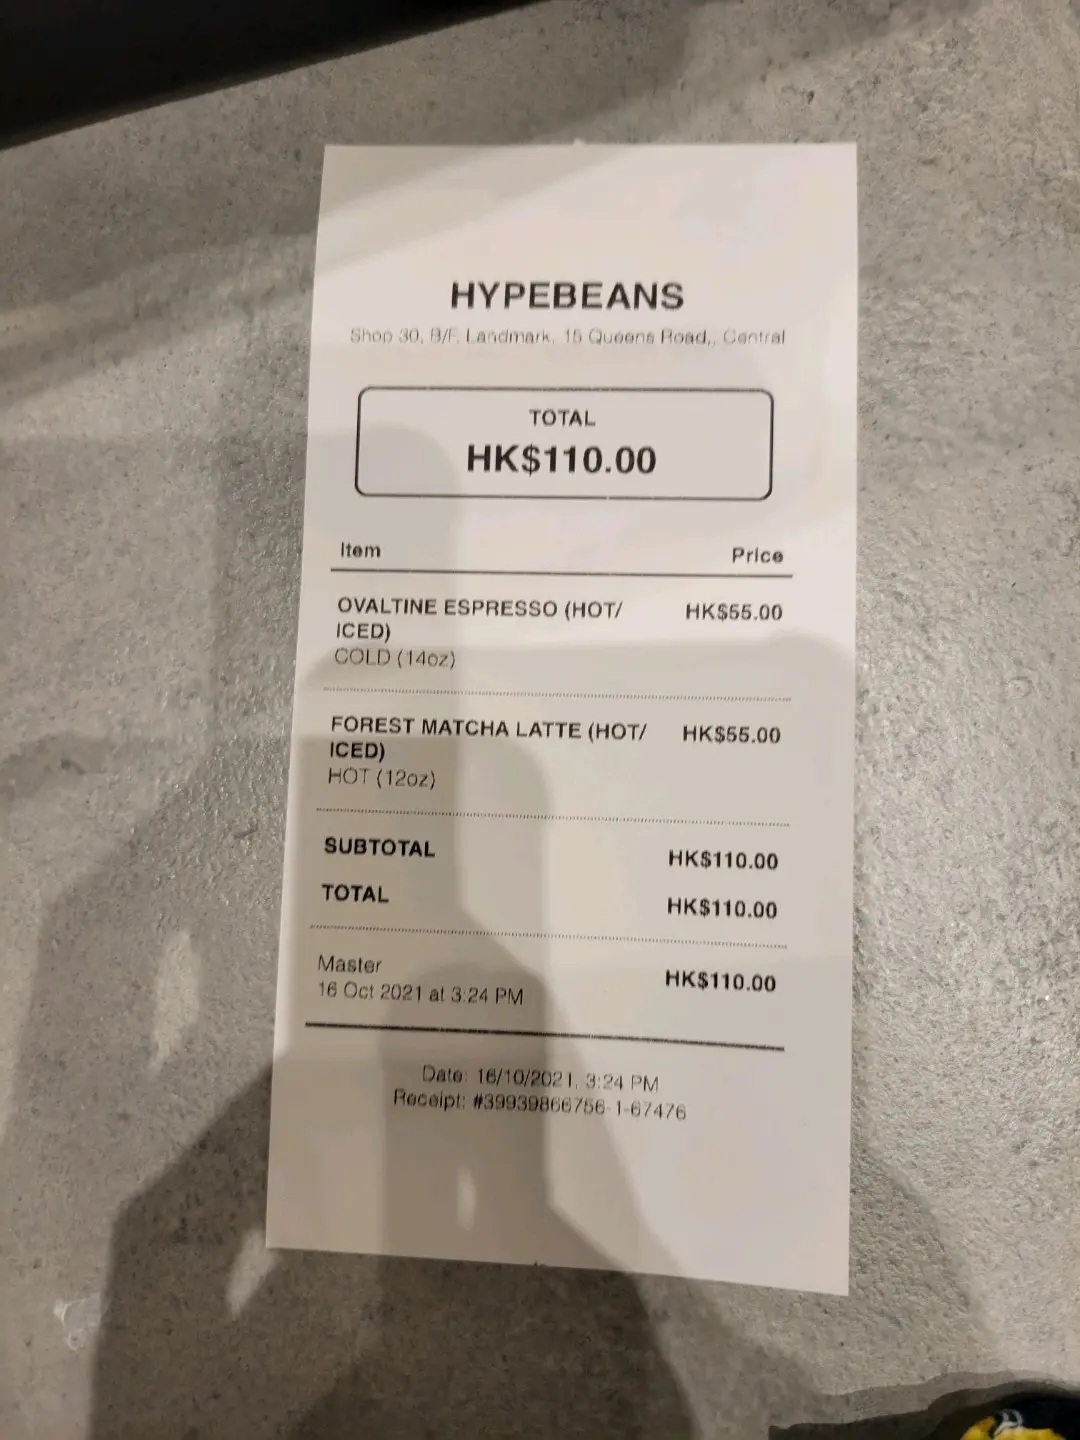 HYPEBEANS
Shop 30, B/F, Landmark, 15 Queens Road,, Central
TOTAL
HK$110.00
Item Price
OVALTINE ESPRESSO (HOT/ HK$55.00
ICED)
COLD (14oz)
FOREST MATCHA LATTE (HOT/ HK$55.00
ICED)
HOT (12oz)
SUBTOTAL HK$110.00
TOTAL HK$110.00
Master HK$110.00
16 Oct 2021 at 3:24 PM
Date: 16/10/2021, 3:24 PM
Receipt: #39939866756-1-67476